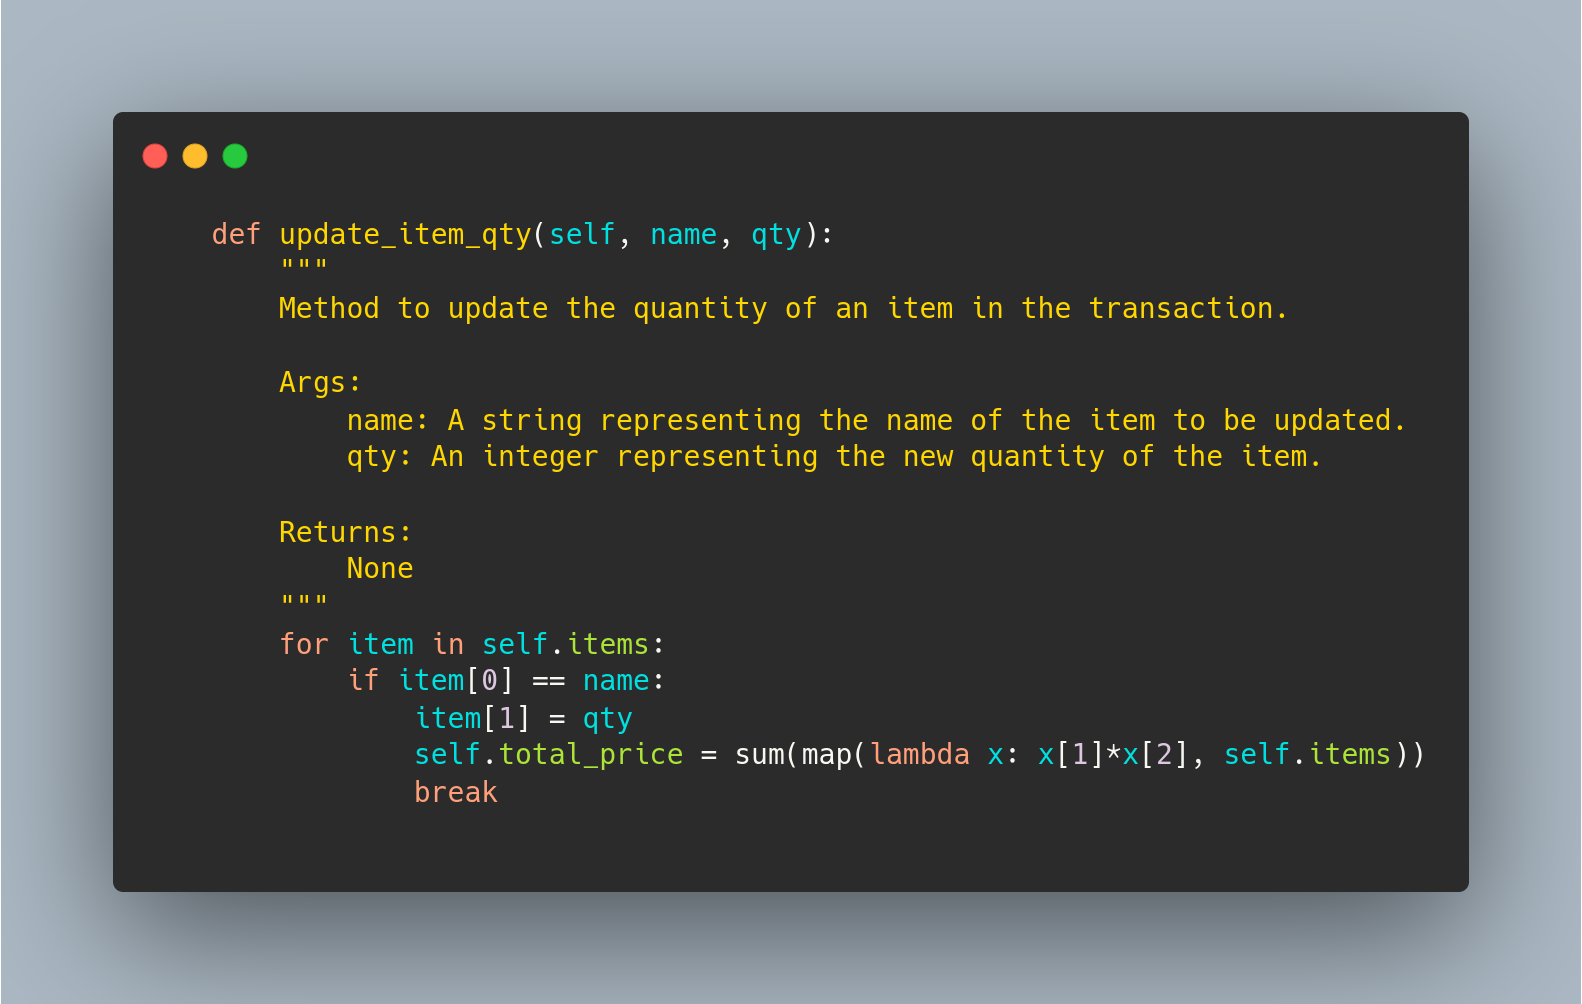 def update_item_qty(self, name, qty):
    """
    Method to update the quantity of an item in the transaction.

    Args:
        name: A string representing the name of the item to be updated.
        qty: An integer representing the new quantity of the item.

    Returns:
        None
    """
    for item in self.items:
        if item[0] == name:
            item[1] = qty
            self.total_price = sum(map(lambda x: x[1]*x[2], self.items))
            break